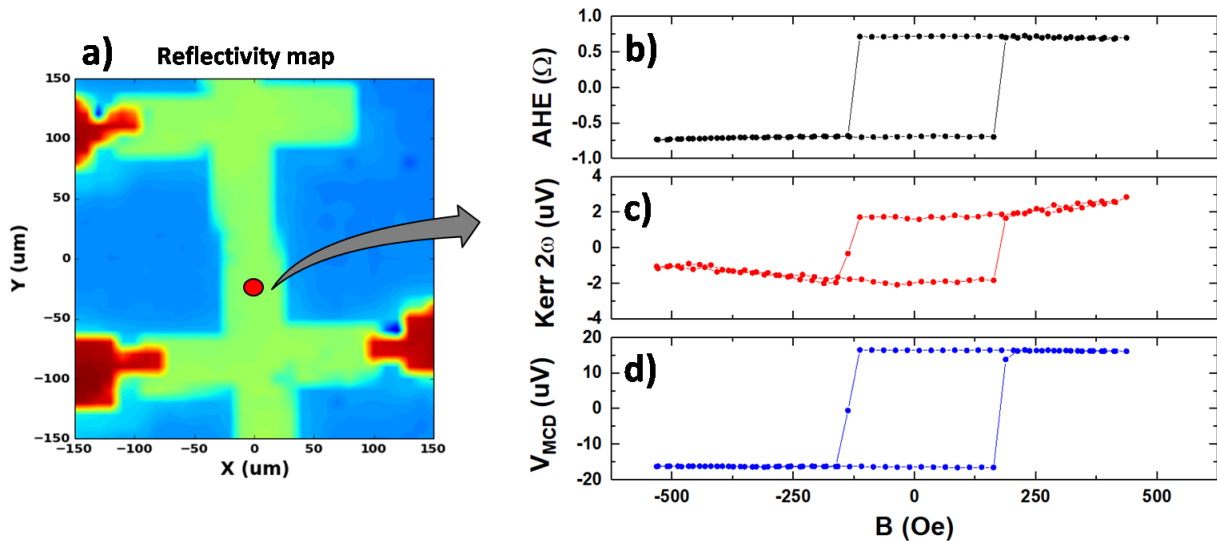 a) Reflectivity map
150
100
50
0
−50
−100
−150
Y (um)
−150 −100 −50 0 50 100 150
X (um)
b)
AHE (Ω)
1.0
0.5
0.0
-0.5
-1.0
c)
Kerr 2ω (uV)
4
2
0
-2
-4
d)
VMCD (uV)
20
10
0
-10
-20
-500 -250 0 250 500
B (Oe)